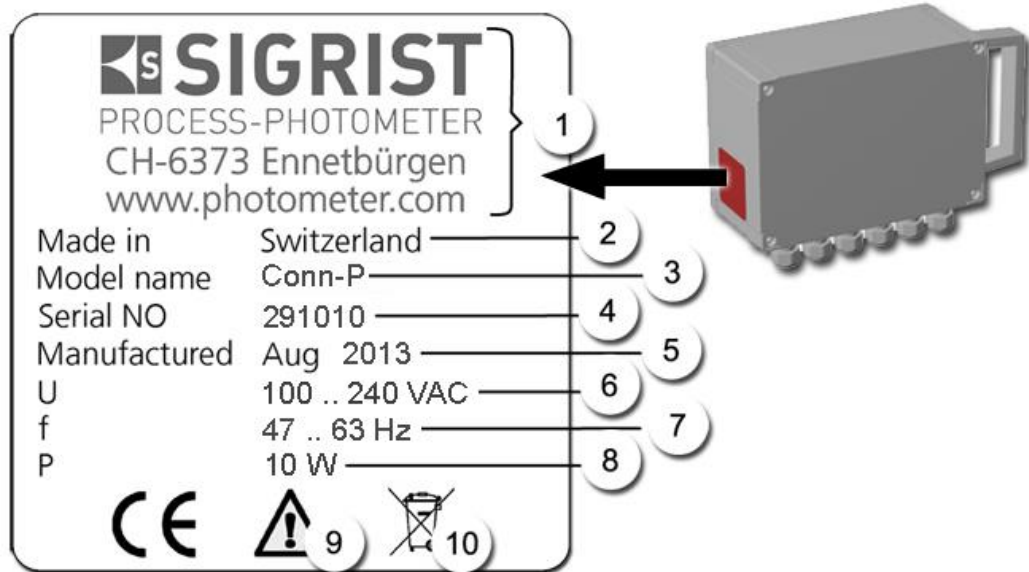 S SIGRIST
PROCESS-PHOTOMETER
CH-6373 Ennetbürgen
www.photometer.com
1
Made in Switzerland 2
Model name Conn-P 3
Serial NO 291010 4
Manufactured Aug 2013 5
U 100 .. 240 VAC 6
f 47 .. 63 Hz 7
P 10 W 8
CE 9 10